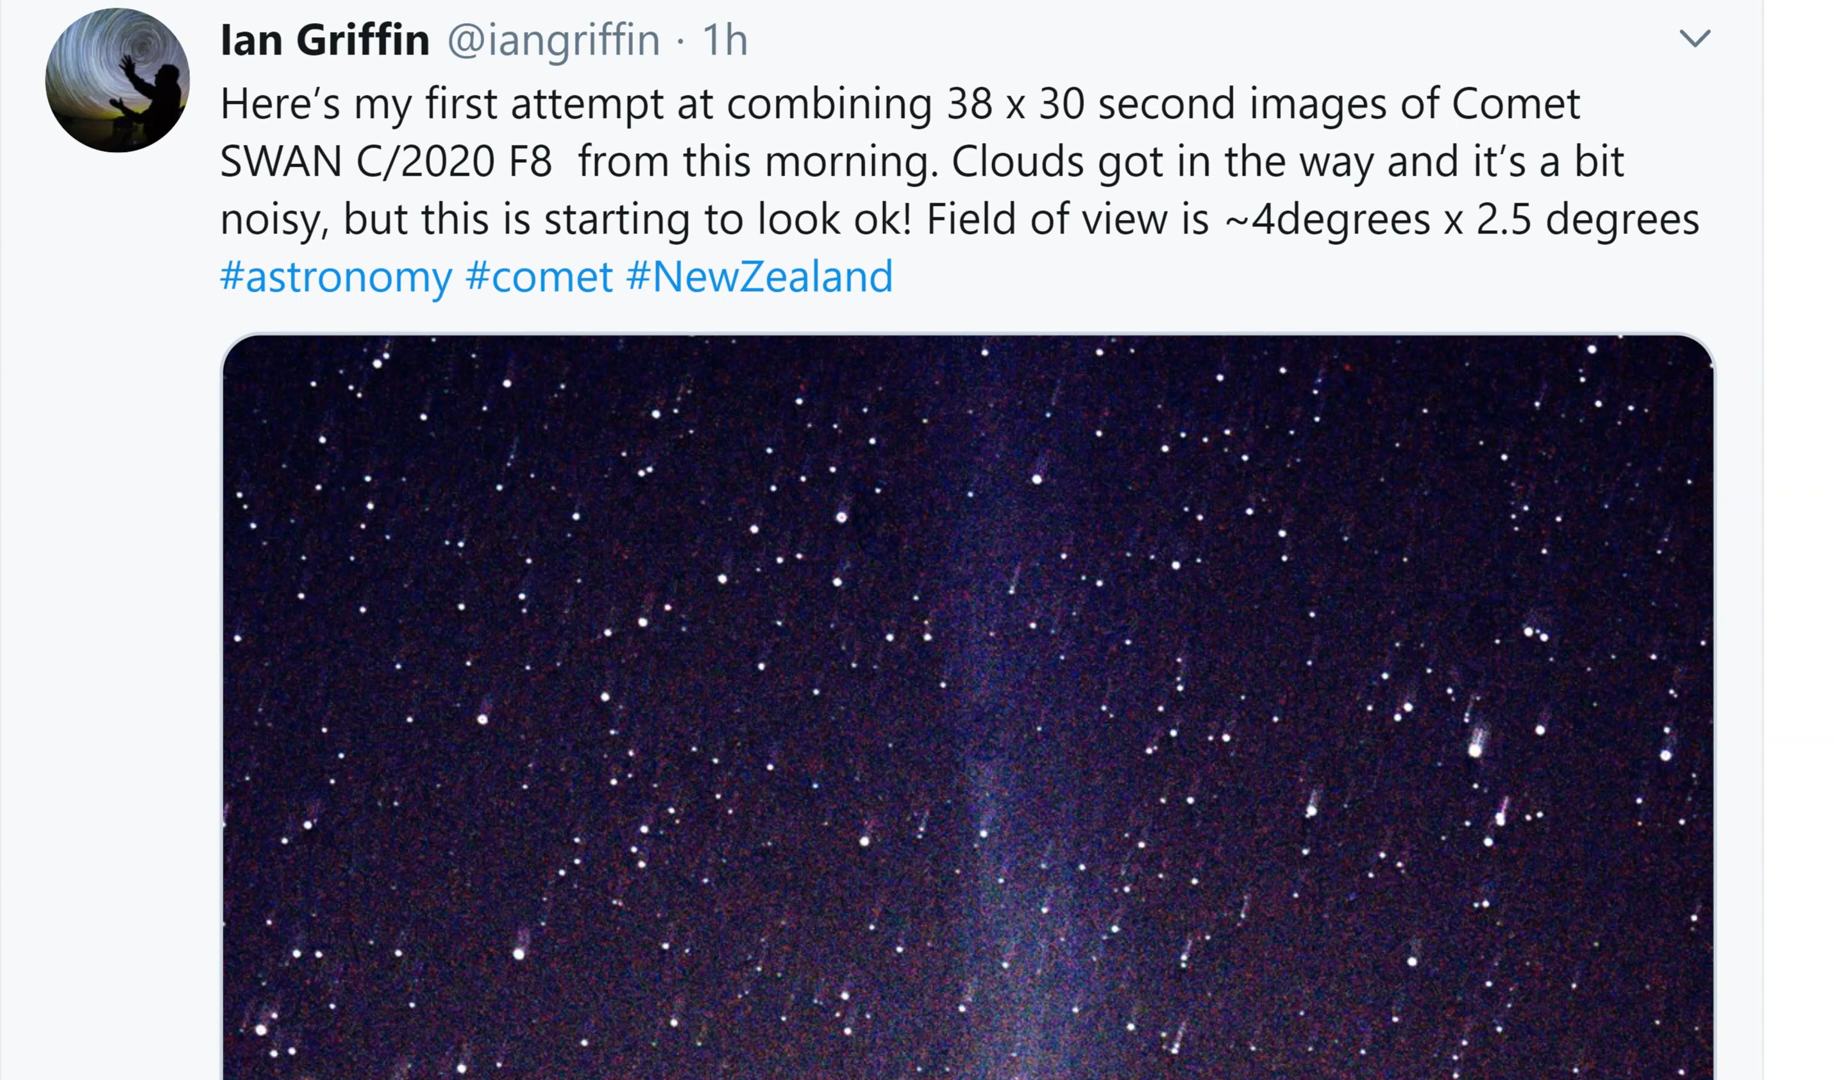 Ian Griffin @iangriffin · 1h
Here’s my first attempt at combining 38 x 30 second images of Comet
SWAN C/2020 F8  from this morning. Clouds got in the way and it’s a bit
noisy, but this is starting to look ok! Field of view is ~4degrees x 2.5 degrees
#astronomy #comet #NewZealand